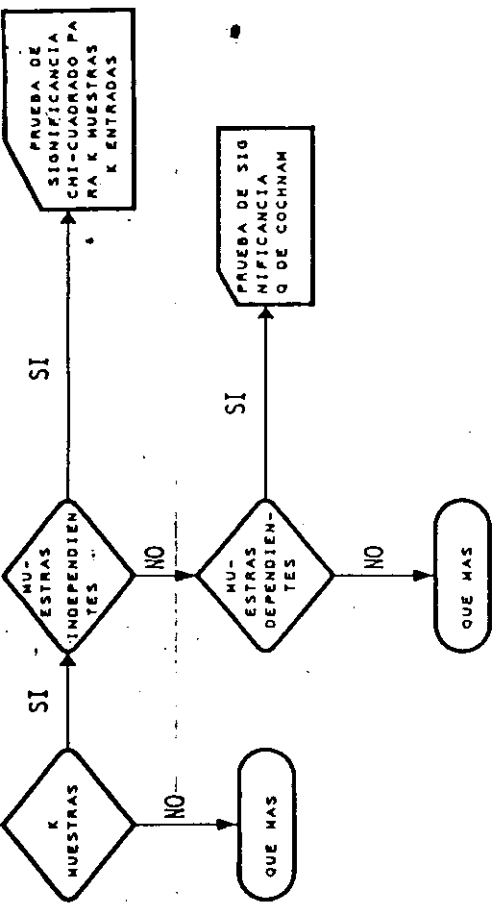 K
MUESTRAS
SI
NO
QUE MAS
MU-
ESTRAS
INDEPENDIEN
TES
SI
NO
PRUEBA DE
SIGNIFICANCIA
CHI-CUADRADO PA
RA K MUESTRAS
K ENTRADAS
MU-
ESTRAS
DEPENDIEN-
TES
SI
NO
PRUEBA DE SIG
NIFICANCIA
Q DE COCHNAM
QUE MAS